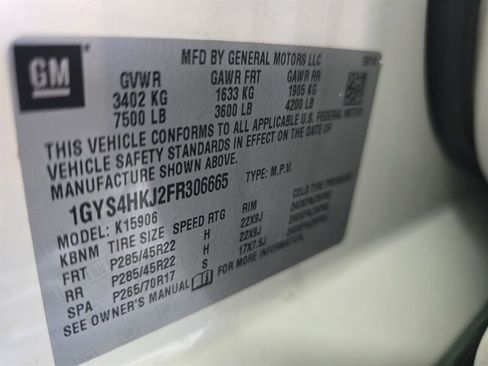 GM
MFD BY GENERAL MOTORS LLC
GVWR GAWR FRT GAWR RR
3402 KG 1633 KG 1905 KG
7500 LB 3600 LB 4200 LB
THIS VEHICLE CONFORMS TO ALL APPLICABLE U.S. FEDERAL MOTOR
VEHICLE SAFETY STANDARDS IN EFFECT ON THE DATE OF
MANUFACTURE SHOWN ABOVE.
1GYS4HKJ2FR306665 TYPE: M.P.V.
MODEL: K15906
KBNM TIRE SIZE SPEED RTG RIM COLD TIRE PRESSURE
FRT P285/45R22 H 22X9J
RR P285/45R22 H 22X9J
SPA P265/70R17 S 17X7.5J
SEE OWNER'S MANUAL FOR MORE INFORMATION.